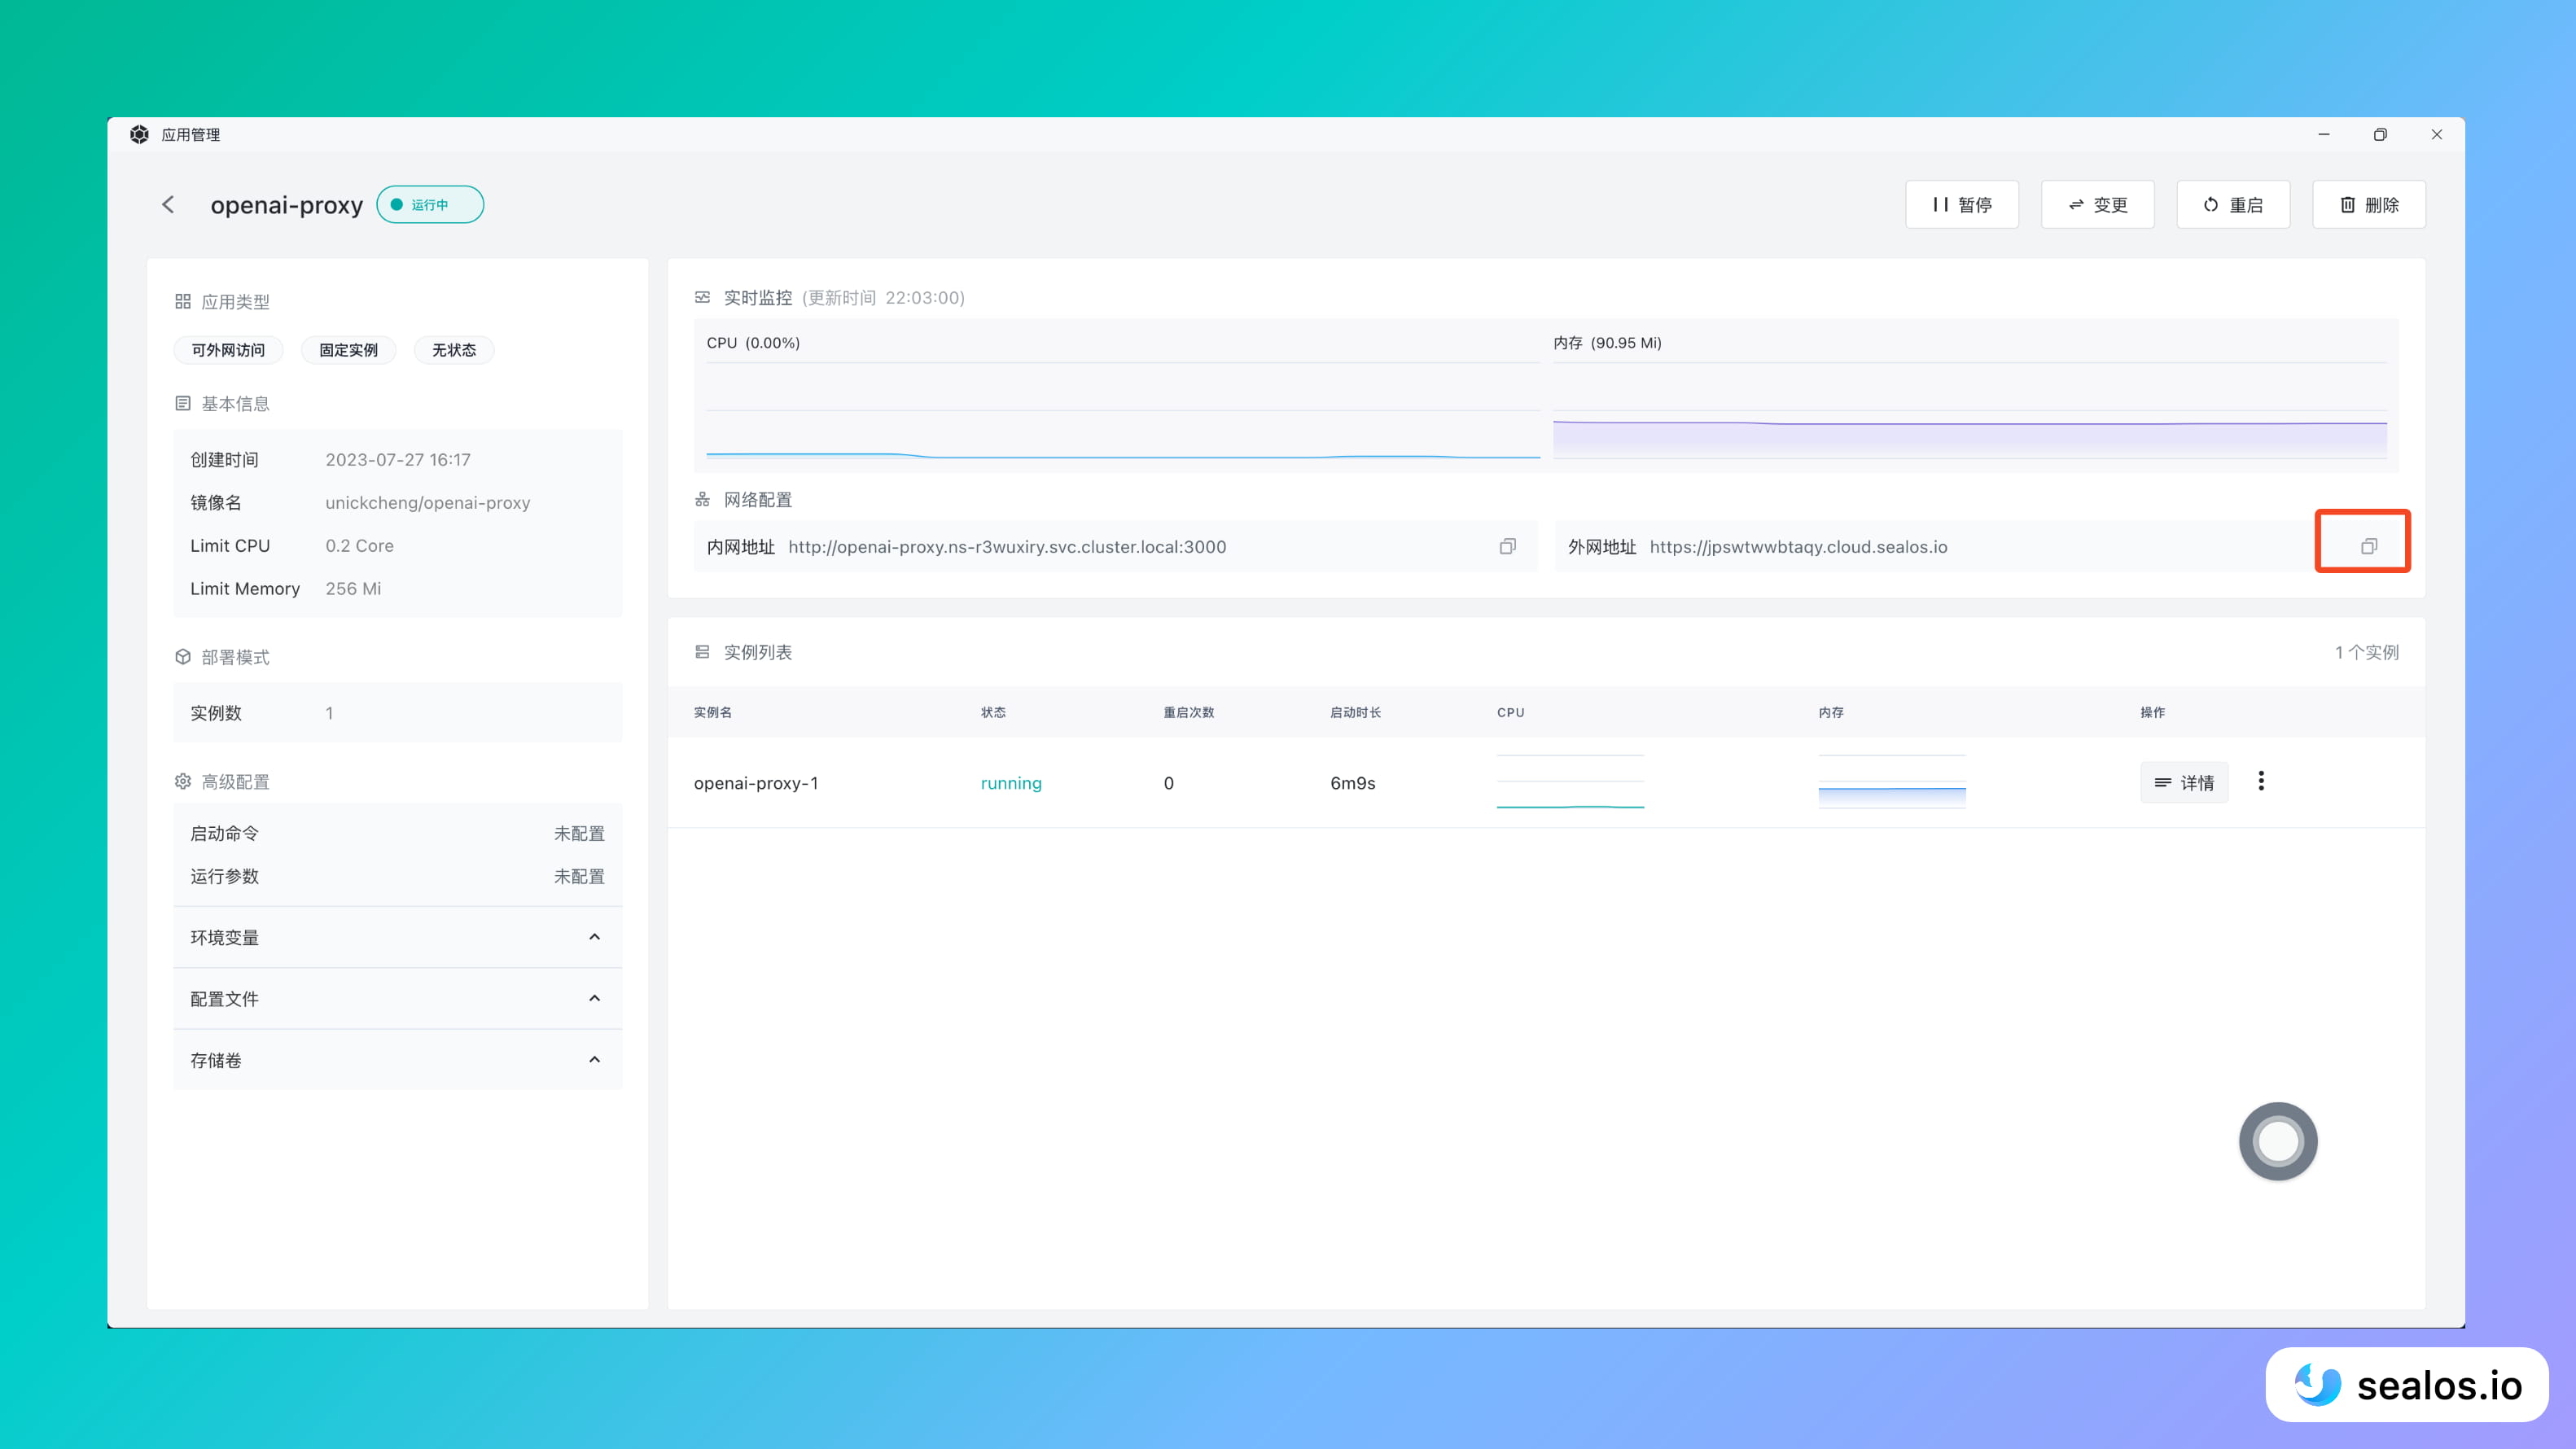 应用管理
openai-proxy 运行中
暂停 变更 重启 删除
应用类型
可外网访问 固定实例 无状态
基本信息
创建时间 2023-07-27 16:17
镜像名 unickcheng/openai-proxy
Limit CPU 0.2 Core
Limit Memory 256 Mi
部署模式
实例数 1
高级配置
启动命令 未配置
运行参数 未配置
环境变量
配置文件
存储卷
实时监控 (更新时间 22:03:00)
CPU (0.00%)
内存 (90.95 Mi)
网络配置
内网地址 http://openai-proxy.ns-r3wuxiry.svc.cluster.local:3000
外网地址 https://jpswtwwbtaqy.cloud.sealos.io
实例列表 1 个实例
实例名 状态 重启次数 启动时长 CPU 内存 操作
openai-proxy-1 running 0 6m9s 详情
sealos.io